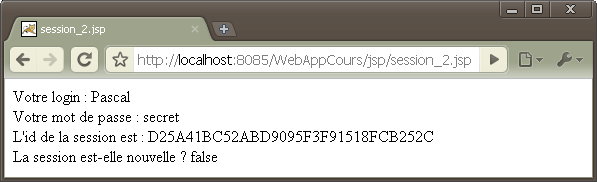 session_2.jsp
http://localhost:8085/WebAppCours/jsp/session_2.jsp
Votre login : Pascal
Votre mot de passe : secret
L'id de la session est : D25A41BC52ABD9095F3F91518FCB252C
La session est-elle nouvelle ? false